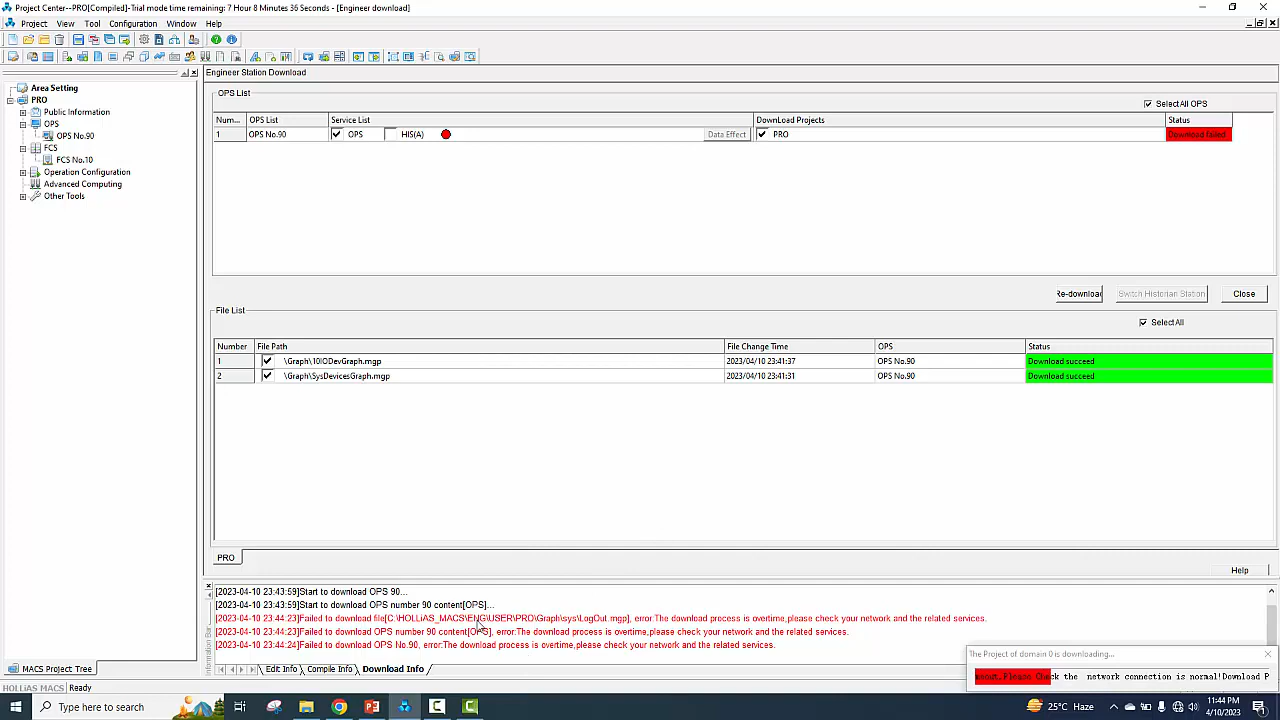 Project Center--PRO[Compiled]-Trial mode time remaining: 7 Hour 8 Minutes 36 Seconds - [Engineer download]
Project View Tool Configuration Window Help
Engineer Station Download
Area Setting
PRO
Public Information
OPS
OPS No.90
FCS
FCS No.10
Operation Configuration
Advanced Computing
Other Tools
OPS List
SelectAll OPS
Num... OPS List Service List DownLoad Projects Status
1 OPS No.90 OPS HIS(A) Data Effect PRO Download failed
Re-download Switch Historian Station Close
File List
SelectAll
Number File Path File Change Time OPS Status
1 \Graph\10IODevGraph.mgp 2023/04/10 23:41:37 OPS No.90 Download succeed
2 \Graph\SysDevicesGraph.mgp 2023/04/10 23:41:31 OPS No.90 Download succeed
PRO
Help
[2023-04-10 23:43:59]Start to download OPS 90...
[2023-04-10 23:43:59]Start to download OPS number 90 content[OPS]...
[2023-04-10 23:44:23]Failed to download file[C:\HOLLiAS_MACS\ENG\USER\PRO\Graph\sys\LogOut.mgp], error:The download process is overtime,please check your network and the related services.
[2023-04-10 23:44:23]Failed to download OPS number 90 content[OPS], error:The download process is overtime,please check your network and the related services.
[2023-04-10 23:44:24]Failed to download OPS No.90, error:The download process is overtime,please check your network and the related services.
Information Bar
The Project of domain 0 is downloading...
meout.Please Check the network connection is normal!Download f
MACS Project Tree
Edit Info Compile Info Download Info
HOLLiAS MACS Ready
Type here to search
25°C Haze
11:44 PM
4/10/2023